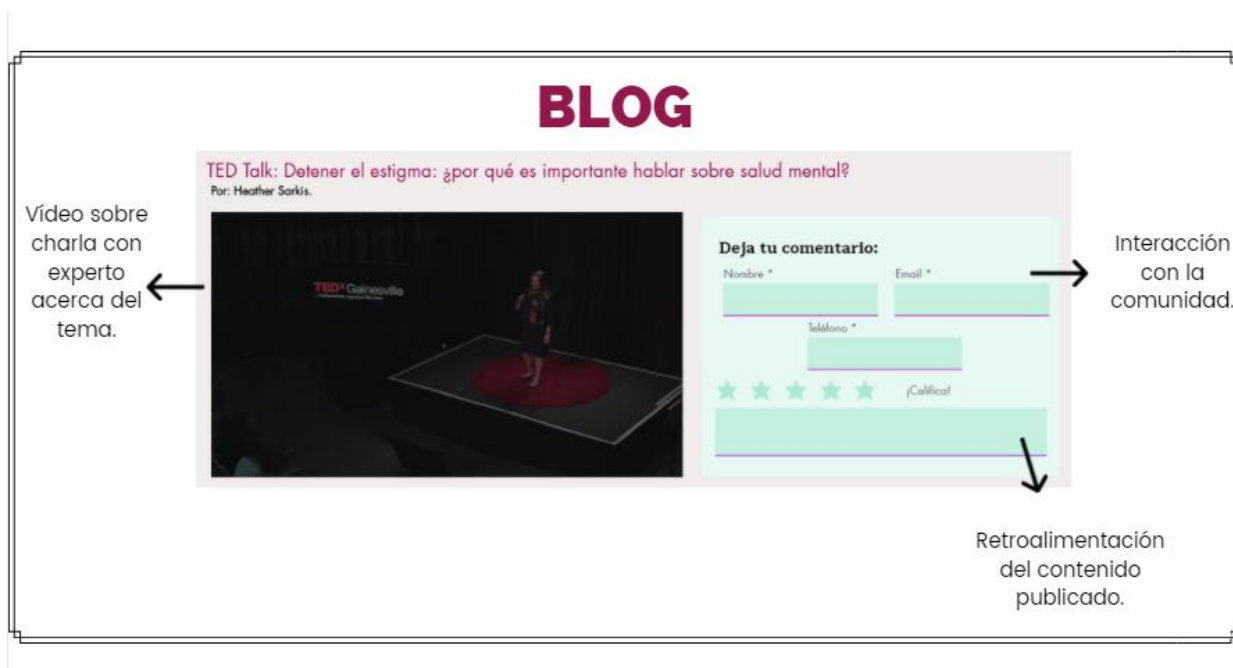 BLOG
TED Talk: Detener el estigma: ¿por qué es importante hablar sobre salud mental?
Por: Heather Sarkis.
Vídeo sobre
charla con
experto
acerca del
tema.
TEDx Gainesville
Deja tu comentario:
Nombre *
Email *
Teléfono *
¡Califica!
Interacción
con la
comunidad.
Retroalimentación
del contenido
publicado.